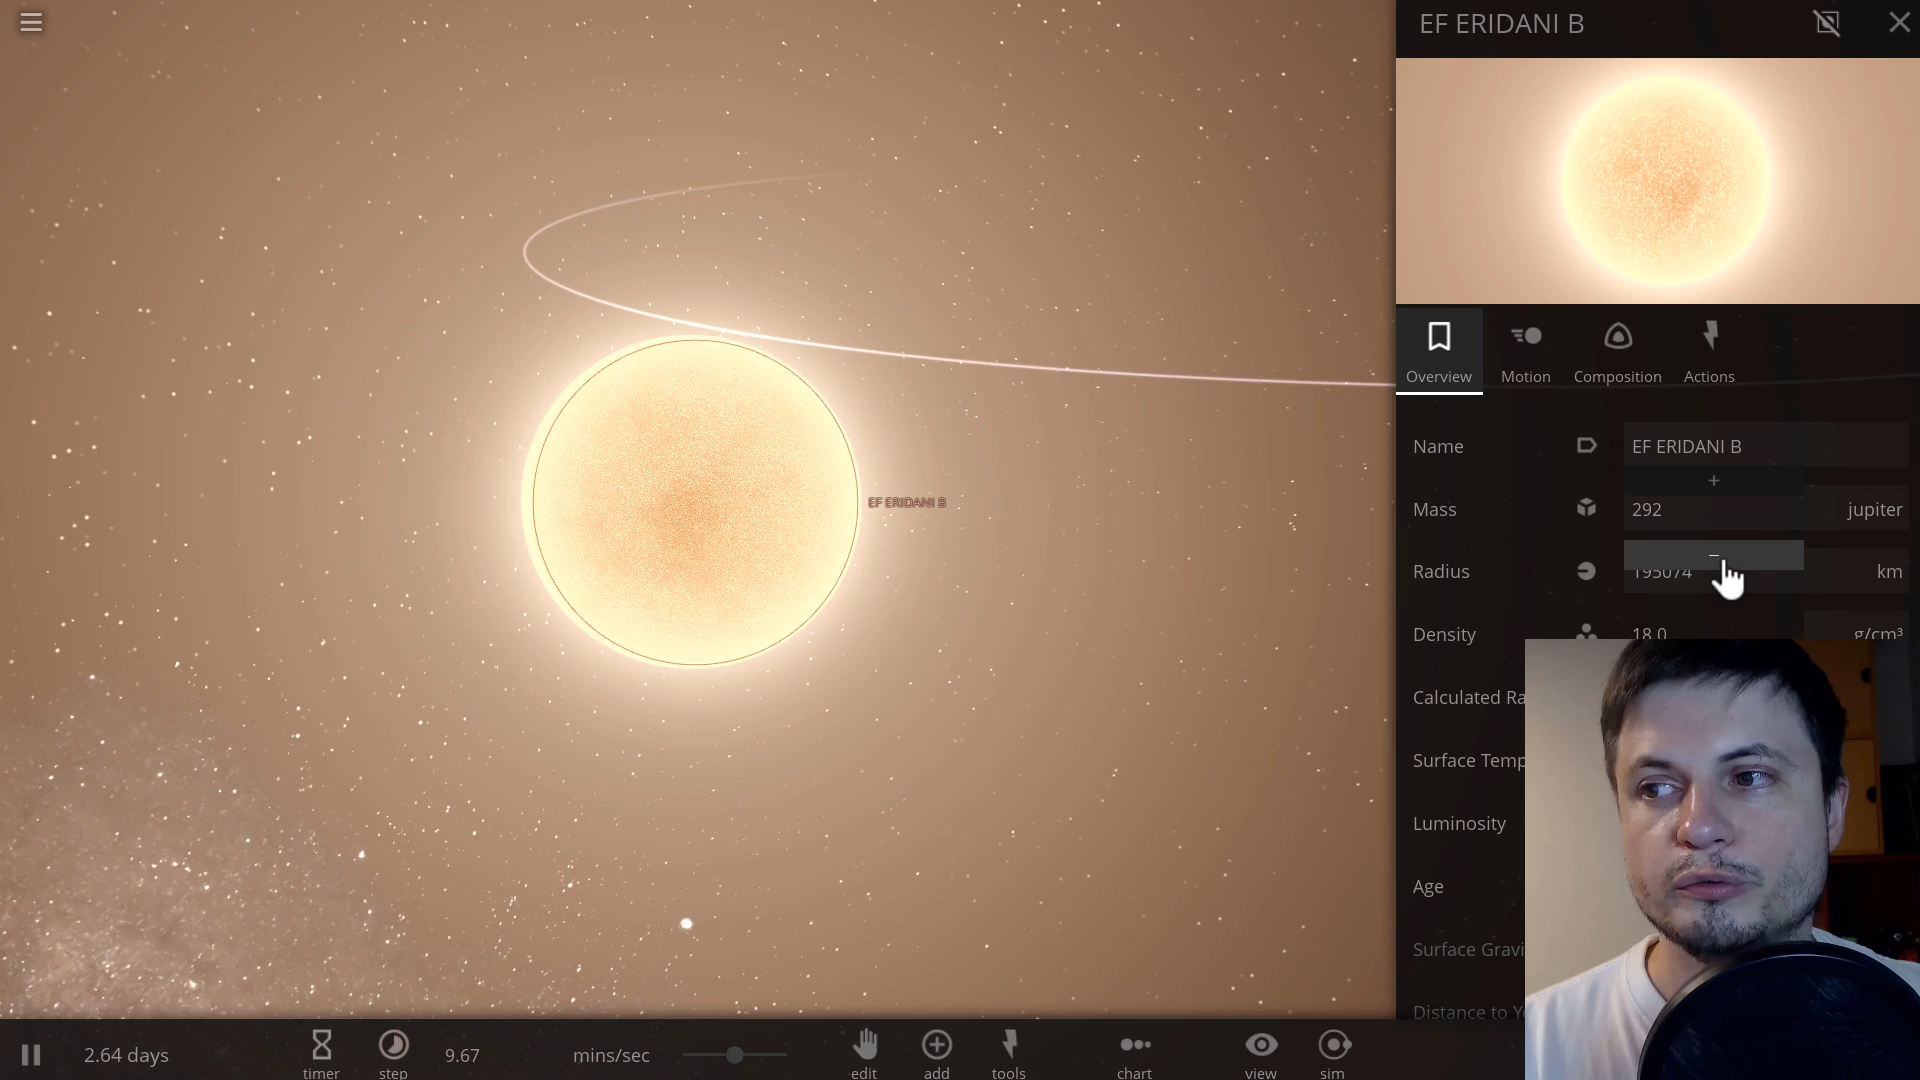 EF ERIDANI B
Overview
Motion
Composition
Actions
Name
EF ERIDANI B
+
Mass
292
jupiter
–
Radius
195074
km
Density
18.0
g/cm³
EF ERIDANI B
Calculated Ra
Surface Temp
Luminosity
Age
Surface Gravi
Distance to Y
2.64 days
timer
step
9.67
mins/sec
edit
add
tools
chart
view
sim